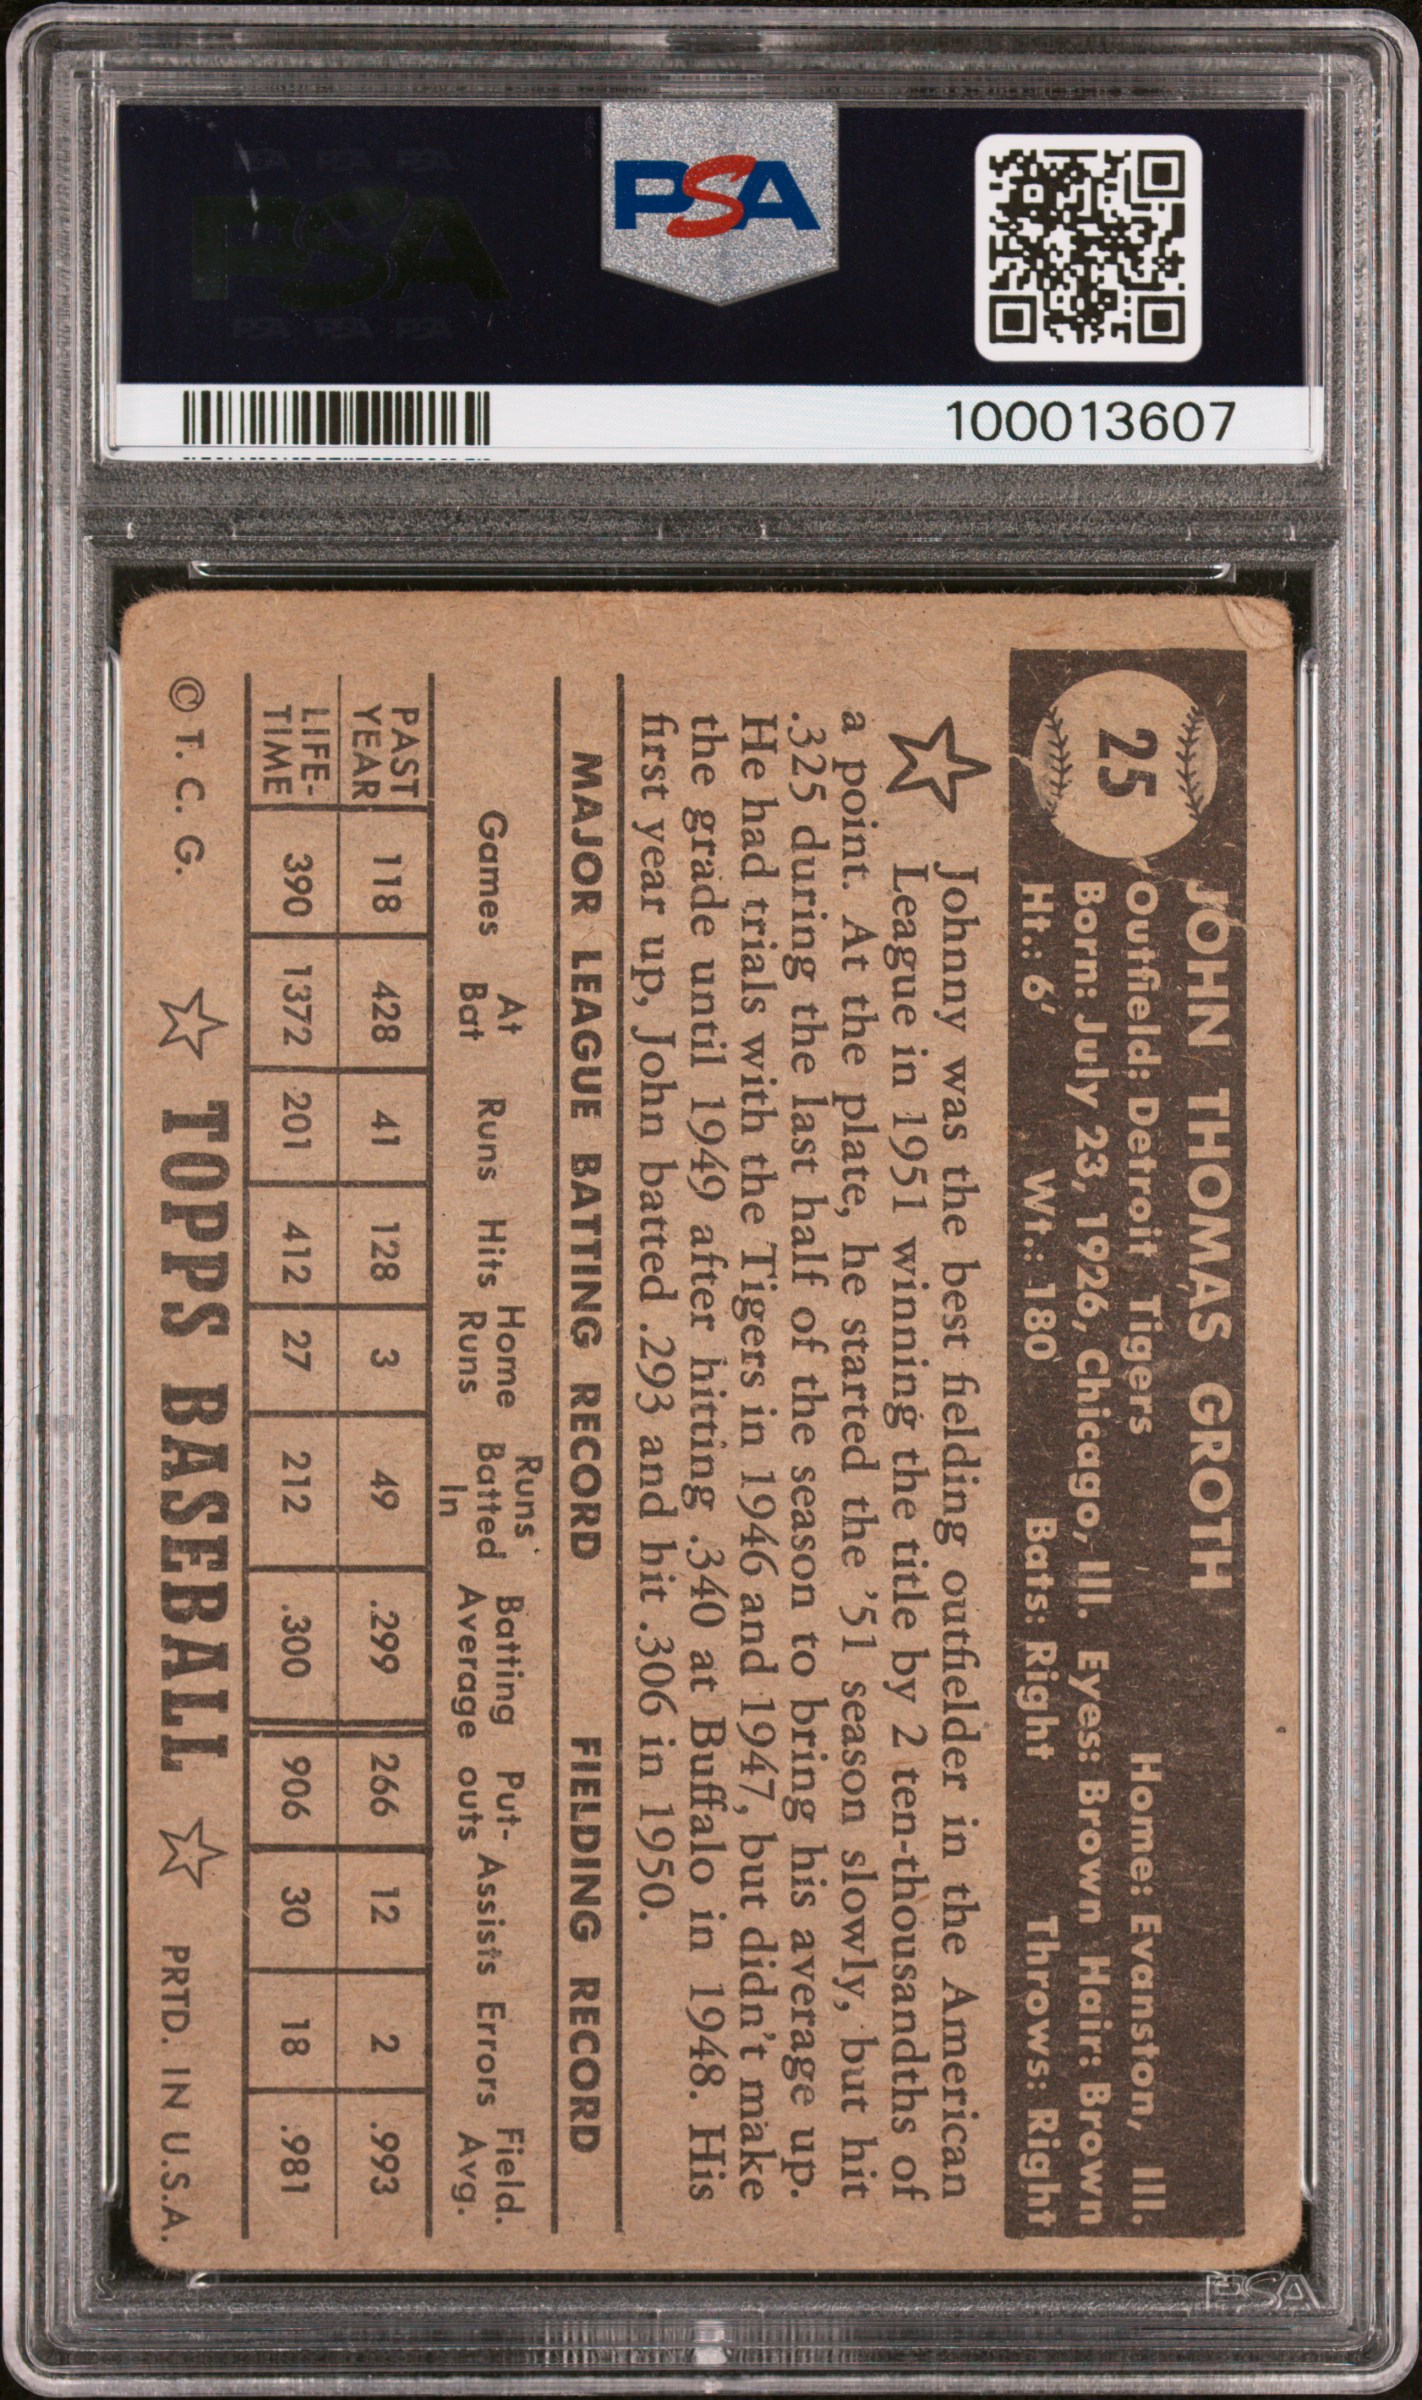 PSA
100013607
25
JOHN THOMAS GROTH
Outfield: Detroit Tigers Home: Evanston, Ill.
Born: July 23, 1926, Chicago, Ill. Eyes: Brown Hair: Brown
Ht.: 6' Wt.: 180 Bats: Right Throws: Right
Johnny was the best fielding outfielder in the American
League in 1951 winning the title by 2 ten-thousandths of
a point. At the plate, he started the '51 season slowly, but hit
.325 during the last half of the season to bring his average up.
He had trials with the Tigers in 1946 and 1947, but didn't make
the grade until 1949 after hitting .340 at Buffalo in 1948. His
first year up, John batted .293 and hit .306 in 1950.
MAJOR LEAGUE BATTING RECORD FIELDING RECORD
Games At Bat Runs Hits Home Runs Runs Batted In Batting Average Put-outs Assists Errors Field. Avg.
PAST YEAR 118 428 41 128 3 49 .299 266 12 2 .993
LIFE-TIME 390 1372 201 412 27 212 .300 906 30 18 .981
© T. C. G. TOPPS BASEBALL PRTD. IN U.S.A.
PSA